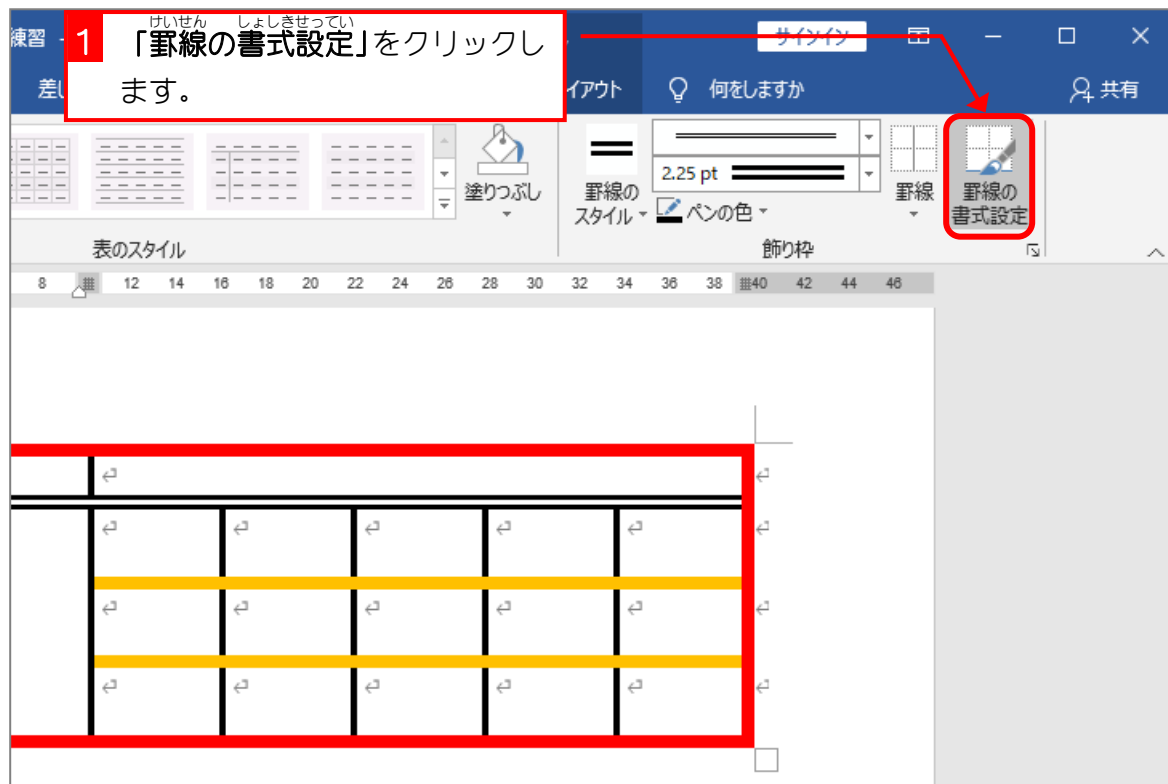 練習 -
1
けいせん しょしきせってい
「罫線の書式設定」をクリックし
ます。
サインイン
差し
イアウト
何をしますか
共有
2.25 pt
塗りつぶし
罫線の
スタイル
ペンの色
罫線
罫線の
書式設定
表のスタイル
飾り枠
8 12 14 16 18 20 22 24 26 28 30 32 34 36 38 40 42 44 46